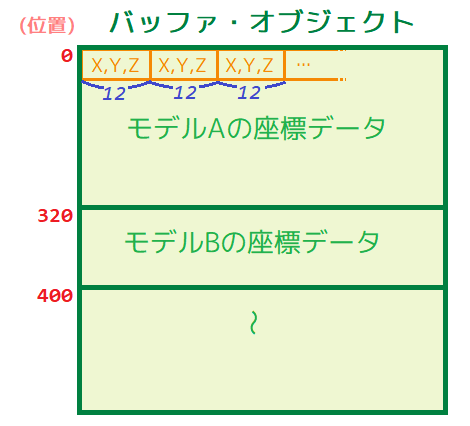 (位置) バッファ・オブジェクト
0
X,Y,Z X,Y,Z X,Y,Z …
12 12 12
モデルAの座標データ
320
モデルBの座標データ
400
～